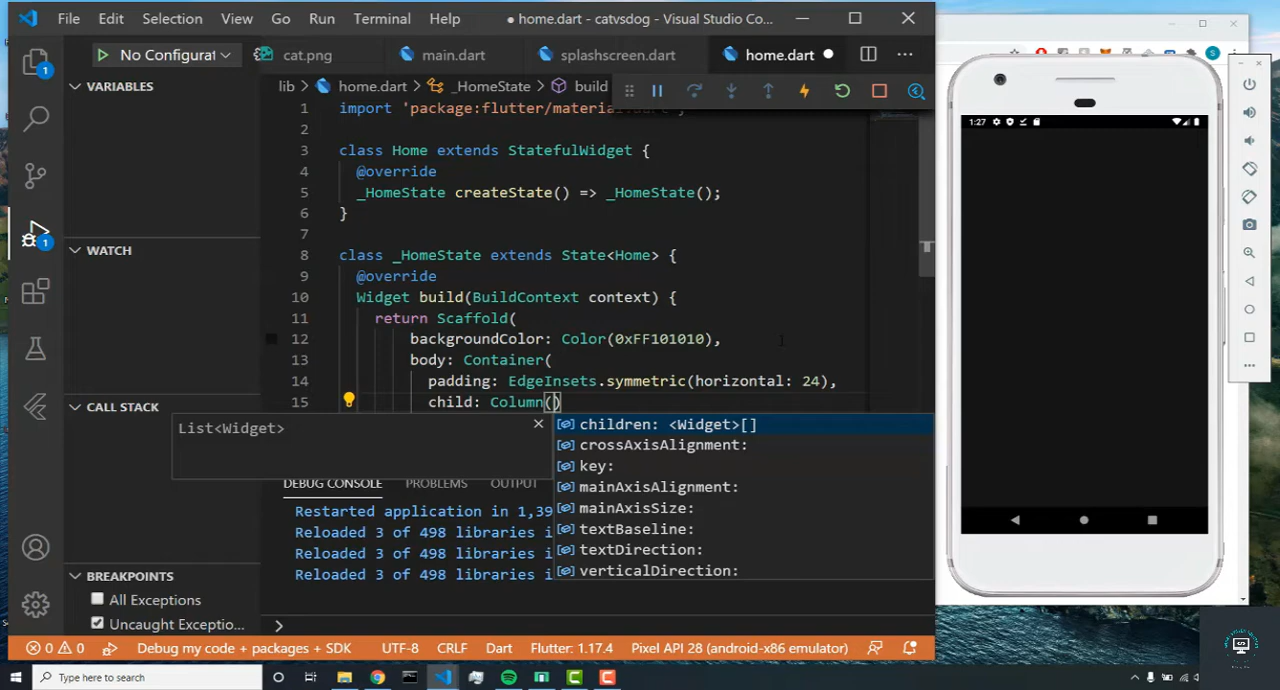 File Edit Selection View Go Run Terminal Help ● home.dart - catvsdog - Visual Studio Co...
No Configurat cat.png main.dart splashscreen.dart home.dart
VARIABLES
lib > home.dart > _HomeState > build
1 import 'package:flutter/material.dart';
2
3 class Home extends StatefulWidget {
4 @override
5 _HomeState createState() => _HomeState();
6 }
7
8 class _HomeState extends State<Home> {
9 @override
10 Widget build(BuildContext context) {
11 return Scaffold(
12 backgroundColor: Color(0xFF101010),
13 body: Container(
14 padding: EdgeInsets.symmetric(horizontal: 24),
15 child: Column()
WATCH
CALL STACK
List<Widget>
children: <Widget>[]
crossAxisAlignment:
key:
mainAxisAlignment:
mainAxisSize:
textBaseline:
textDirection:
verticalDirection:
DEBUG CONSOLE PROBLEMS OUTPUT
Restarted application in 1,39
Reloaded 3 of 498 libraries i
Reloaded 3 of 498 libraries i
Reloaded 3 of 498 libraries i
BREAKPOINTS
All Exceptions
Uncaught Exceptio...
1
1
0 0 Debug my code + packages + SDK UTF-8 CRLF Dart Flutter: 1.17.4 Pixel API 28 (android-x86 emulator)
Type here to search
1:27
S